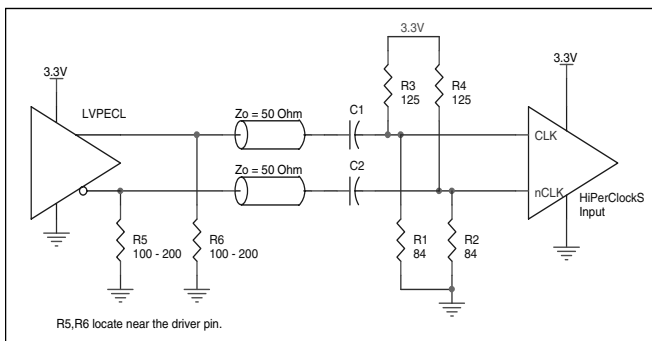 3.3V
3.3V
3.3V
R3
125
R4
125
LVPECL
Zo = 50 Ohm
C1
CLK
Zo = 50 Ohm
C2
nCLK
HiPerClockS
Input
R5
100 - 200
R6
100 - 200
R1
84
R2
84
R5,R6 locate near the driver pin.